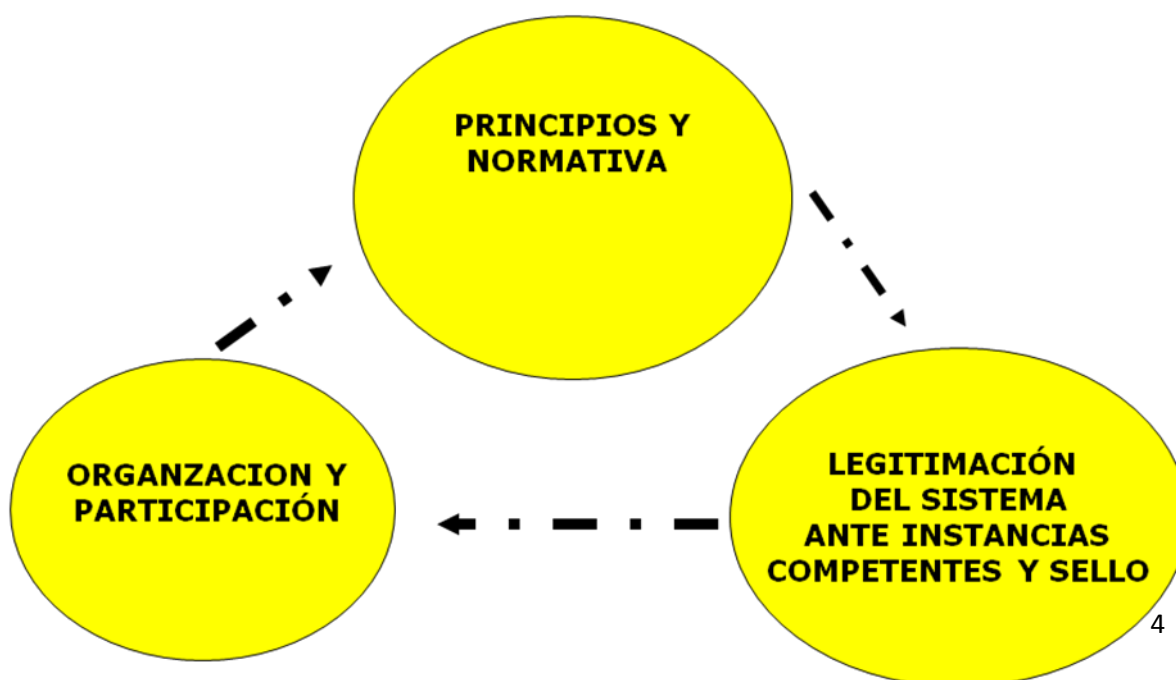 PRINCIPIOS Y
NORMATIVA
ORGANZACION Y
PARTICIPACIÓN
LEGITIMACIÓN
DEL SISTEMA
ANTE INSTANCIAS
COMPETENTES Y SELLO
4